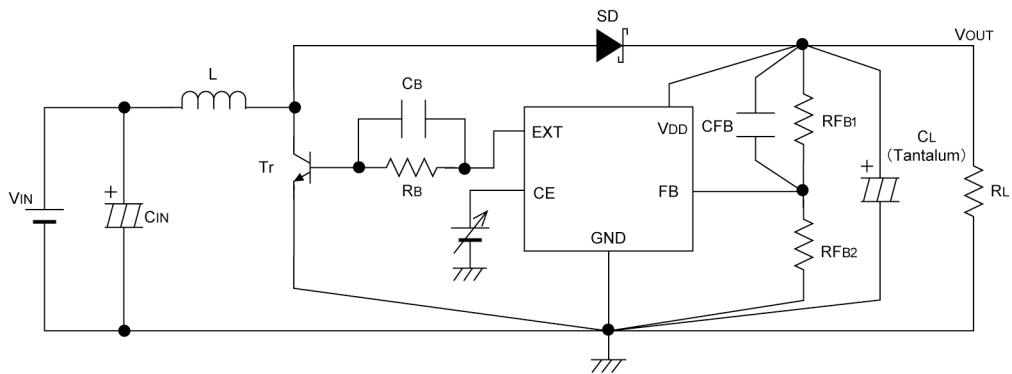 SD
VOUT
L
CB
EXT
VDD
CFB
RFB1
CL
(Tantalum)
Tr
RB
+
CE
FB
RL
VIN
+
CIN
GND
RFB2